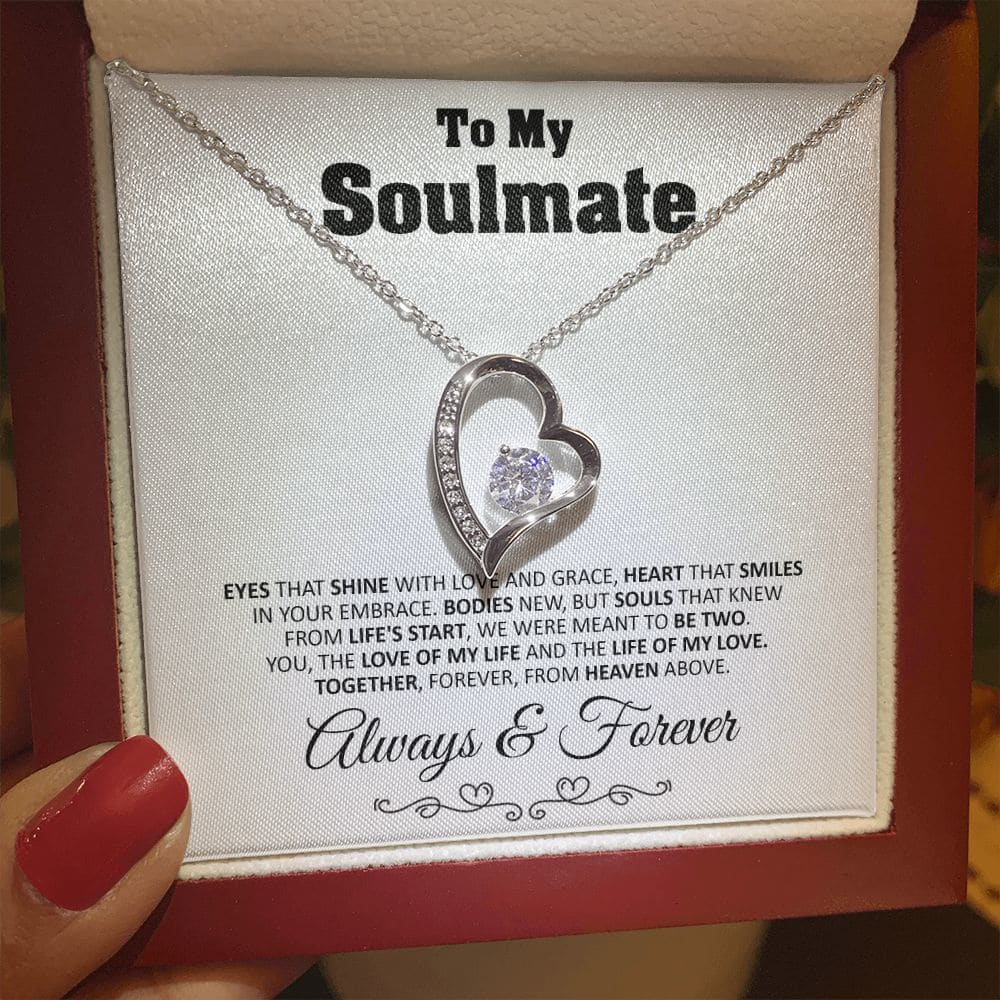 To My
Soulmate
EYES THAT SHINE WITH LOVE AND GRACE, HEART THAT SMILES
IN YOUR EMBRACE. BODIES NEW, BUT SOULS THAT KNEW
FROM LIFE'S START, WE WERE MEANT TO BE TWO.
YOU, THE LOVE OF MY LIFE AND THE LIFE OF MY LOVE.
TOGETHER, FOREVER, FROM HEAVEN ABOVE.
Always & Forever